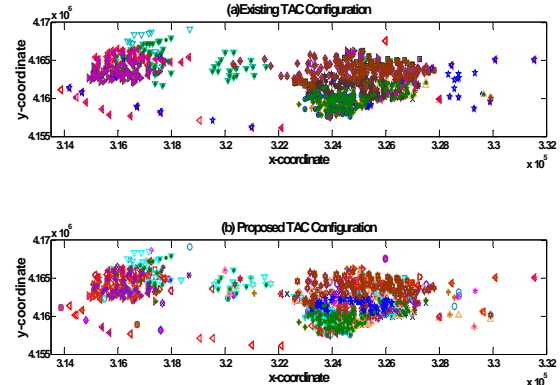 (a)Existing TAC Configuration
x 10^6
4.17
4.165
4.16
4.155
y-coordinate
3.14 3.16 3.18 3.2 3.22 3.24 3.26 3.28 3.3 3.32
x-coordinate
x 10^5
(b) Proposed TAC Configuration
x 10^6
4.17
4.165
4.16
4.155
y-coordinate
3.14 3.16 3.18 3.2 3.22 3.24 3.26 3.28 3.3 3.32
x-coordinate
x 10^5